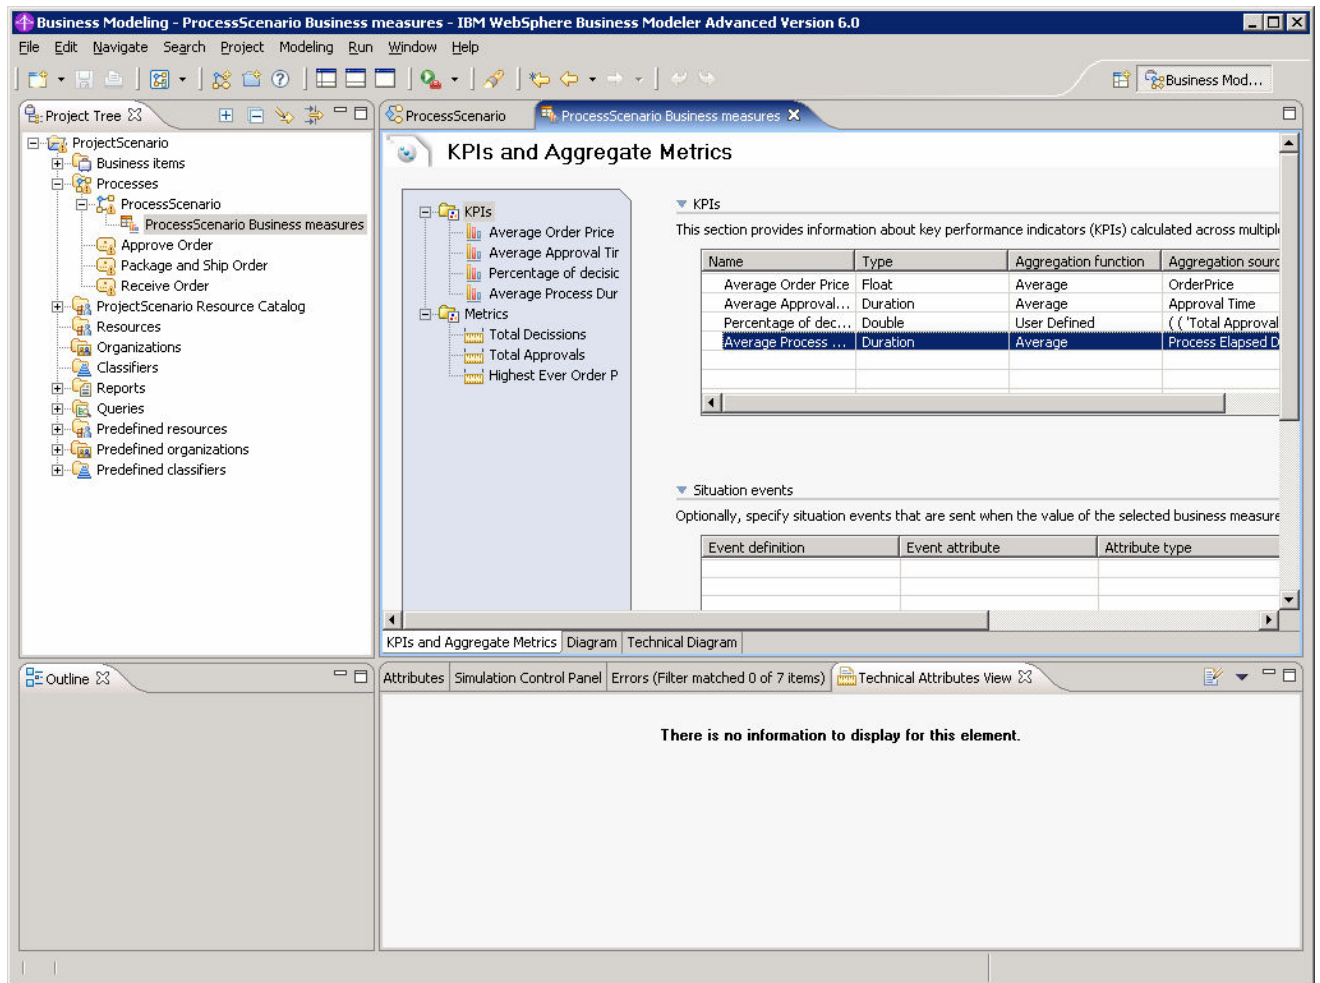 Business Modeling - ProcessScenario Business measures - IBM WebSphere Business Modeler Advanced Version 6.0
File Edit Navigate Search Project Modeling Run Window Help
Business Mod...
Project Tree
ProjectScenario
Business items
Processes
ProcessScenario
ProcessScenario Business measures
Approve Order
Package and Ship Order
Receive Order
ProjectScenario Resource Catalog
Resources
Organizations
Classifiers
Reports
Queries
Predefined resources
Predefined organizations
Predefined classifiers
ProcessScenario
ProcessScenario Business measures
KPIs and Aggregate Metrics
KPIs
Average Order Price
Average Approval Tir
Percentage of decisic
Average Process Dur
Metrics
Total Decissions
Total Approvals
Highest Ever Order P
KPIs
This section provides information about key performance indicators (KPIs) calculated across multipl
Name Type Aggregation function Aggregation sourc
Average Order Price Float Average OrderPrice
Average Approval... Duration Average Approval Time
Percentage of dec... Double User Defined ( ( 'Total Approval
Average Process ... Duration Average Process Elapsed D
Situation events
Optionally, specify situation events that are sent when the value of the selected business measure
Event definition Event attribute Attribute type
KPIs and Aggregate Metrics Diagram Technical Diagram
Outline
Attributes Simulation Control Panel Errors (Filter matched 0 of 7 items) Technical Attributes View
There is no information to display for this element.